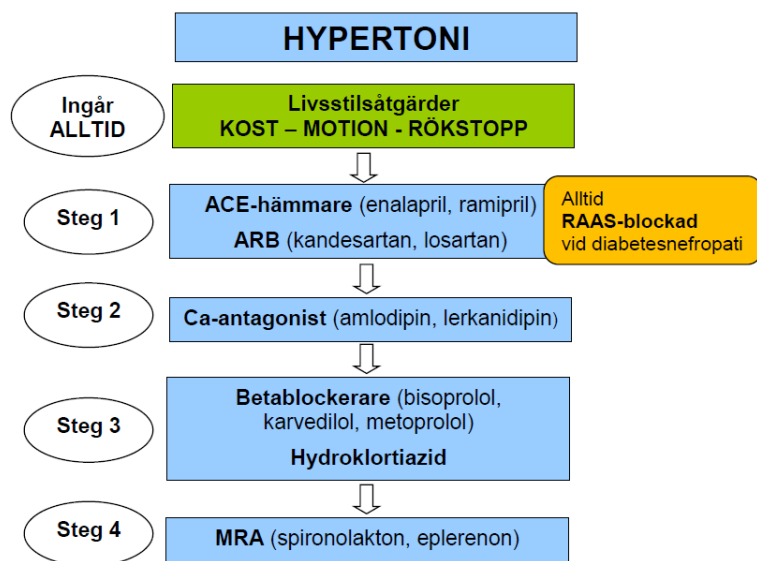 HYPERTONI
Ingår
ALLTID
Livsstilsåtgärder
KOST – MOTION - RÖKSTOPP
Steg 1
ACE-hämmare (enalapril, ramipril)
ARB (kandesartan, losartan)
Alltid
RAAS-blockad
vid diabetesnefropati
Steg 2
Ca-antagonist (amlodipin, lerkanidipin)
Steg 3
Betablockerare (bisoprolol,
karvedilol, metoprolol)
Hydroklortiazid
Steg 4
MRA (spironolakton, eplerenon)